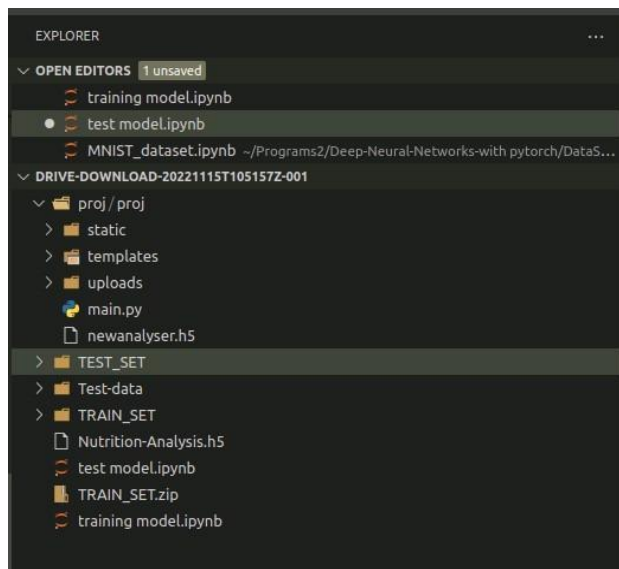 EXPLORER
OPEN EDITORS 1 unsaved
training model.ipynb
test model.ipynb
MNIST_dataset.ipynb ~/Programs2/Deep-Neural-Networks-with pytorch/DataS...
DRIVE-DOWNLOAD-20221115T105157Z-001
proj/proj
static
templates
uploads
main.py
newanalyser.h5
TEST_SET
Test-data
TRAIN_SET
Nutrition-Analysis.h5
test model.ipynb
TRAIN_SET.zip
training model.ipynb